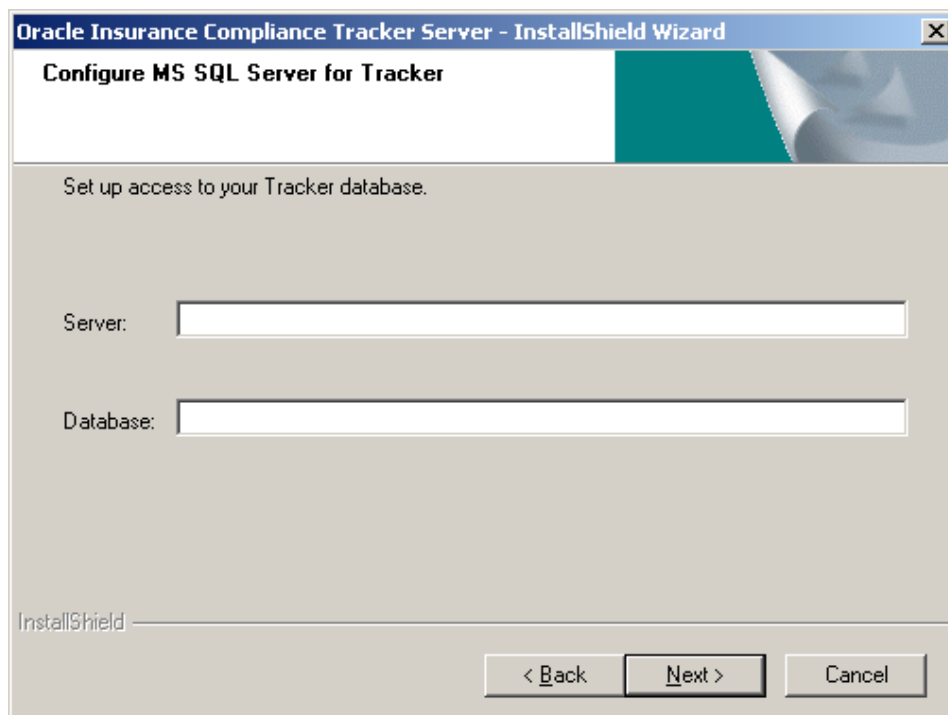 Oracle Insurance Compliance Tracker Server - InstallShield Wizard
Configure MS SQL Server for Tracker
Set up access to your Tracker database.
Server:
Database:
InstallShield
< Back
Next >
Cancel